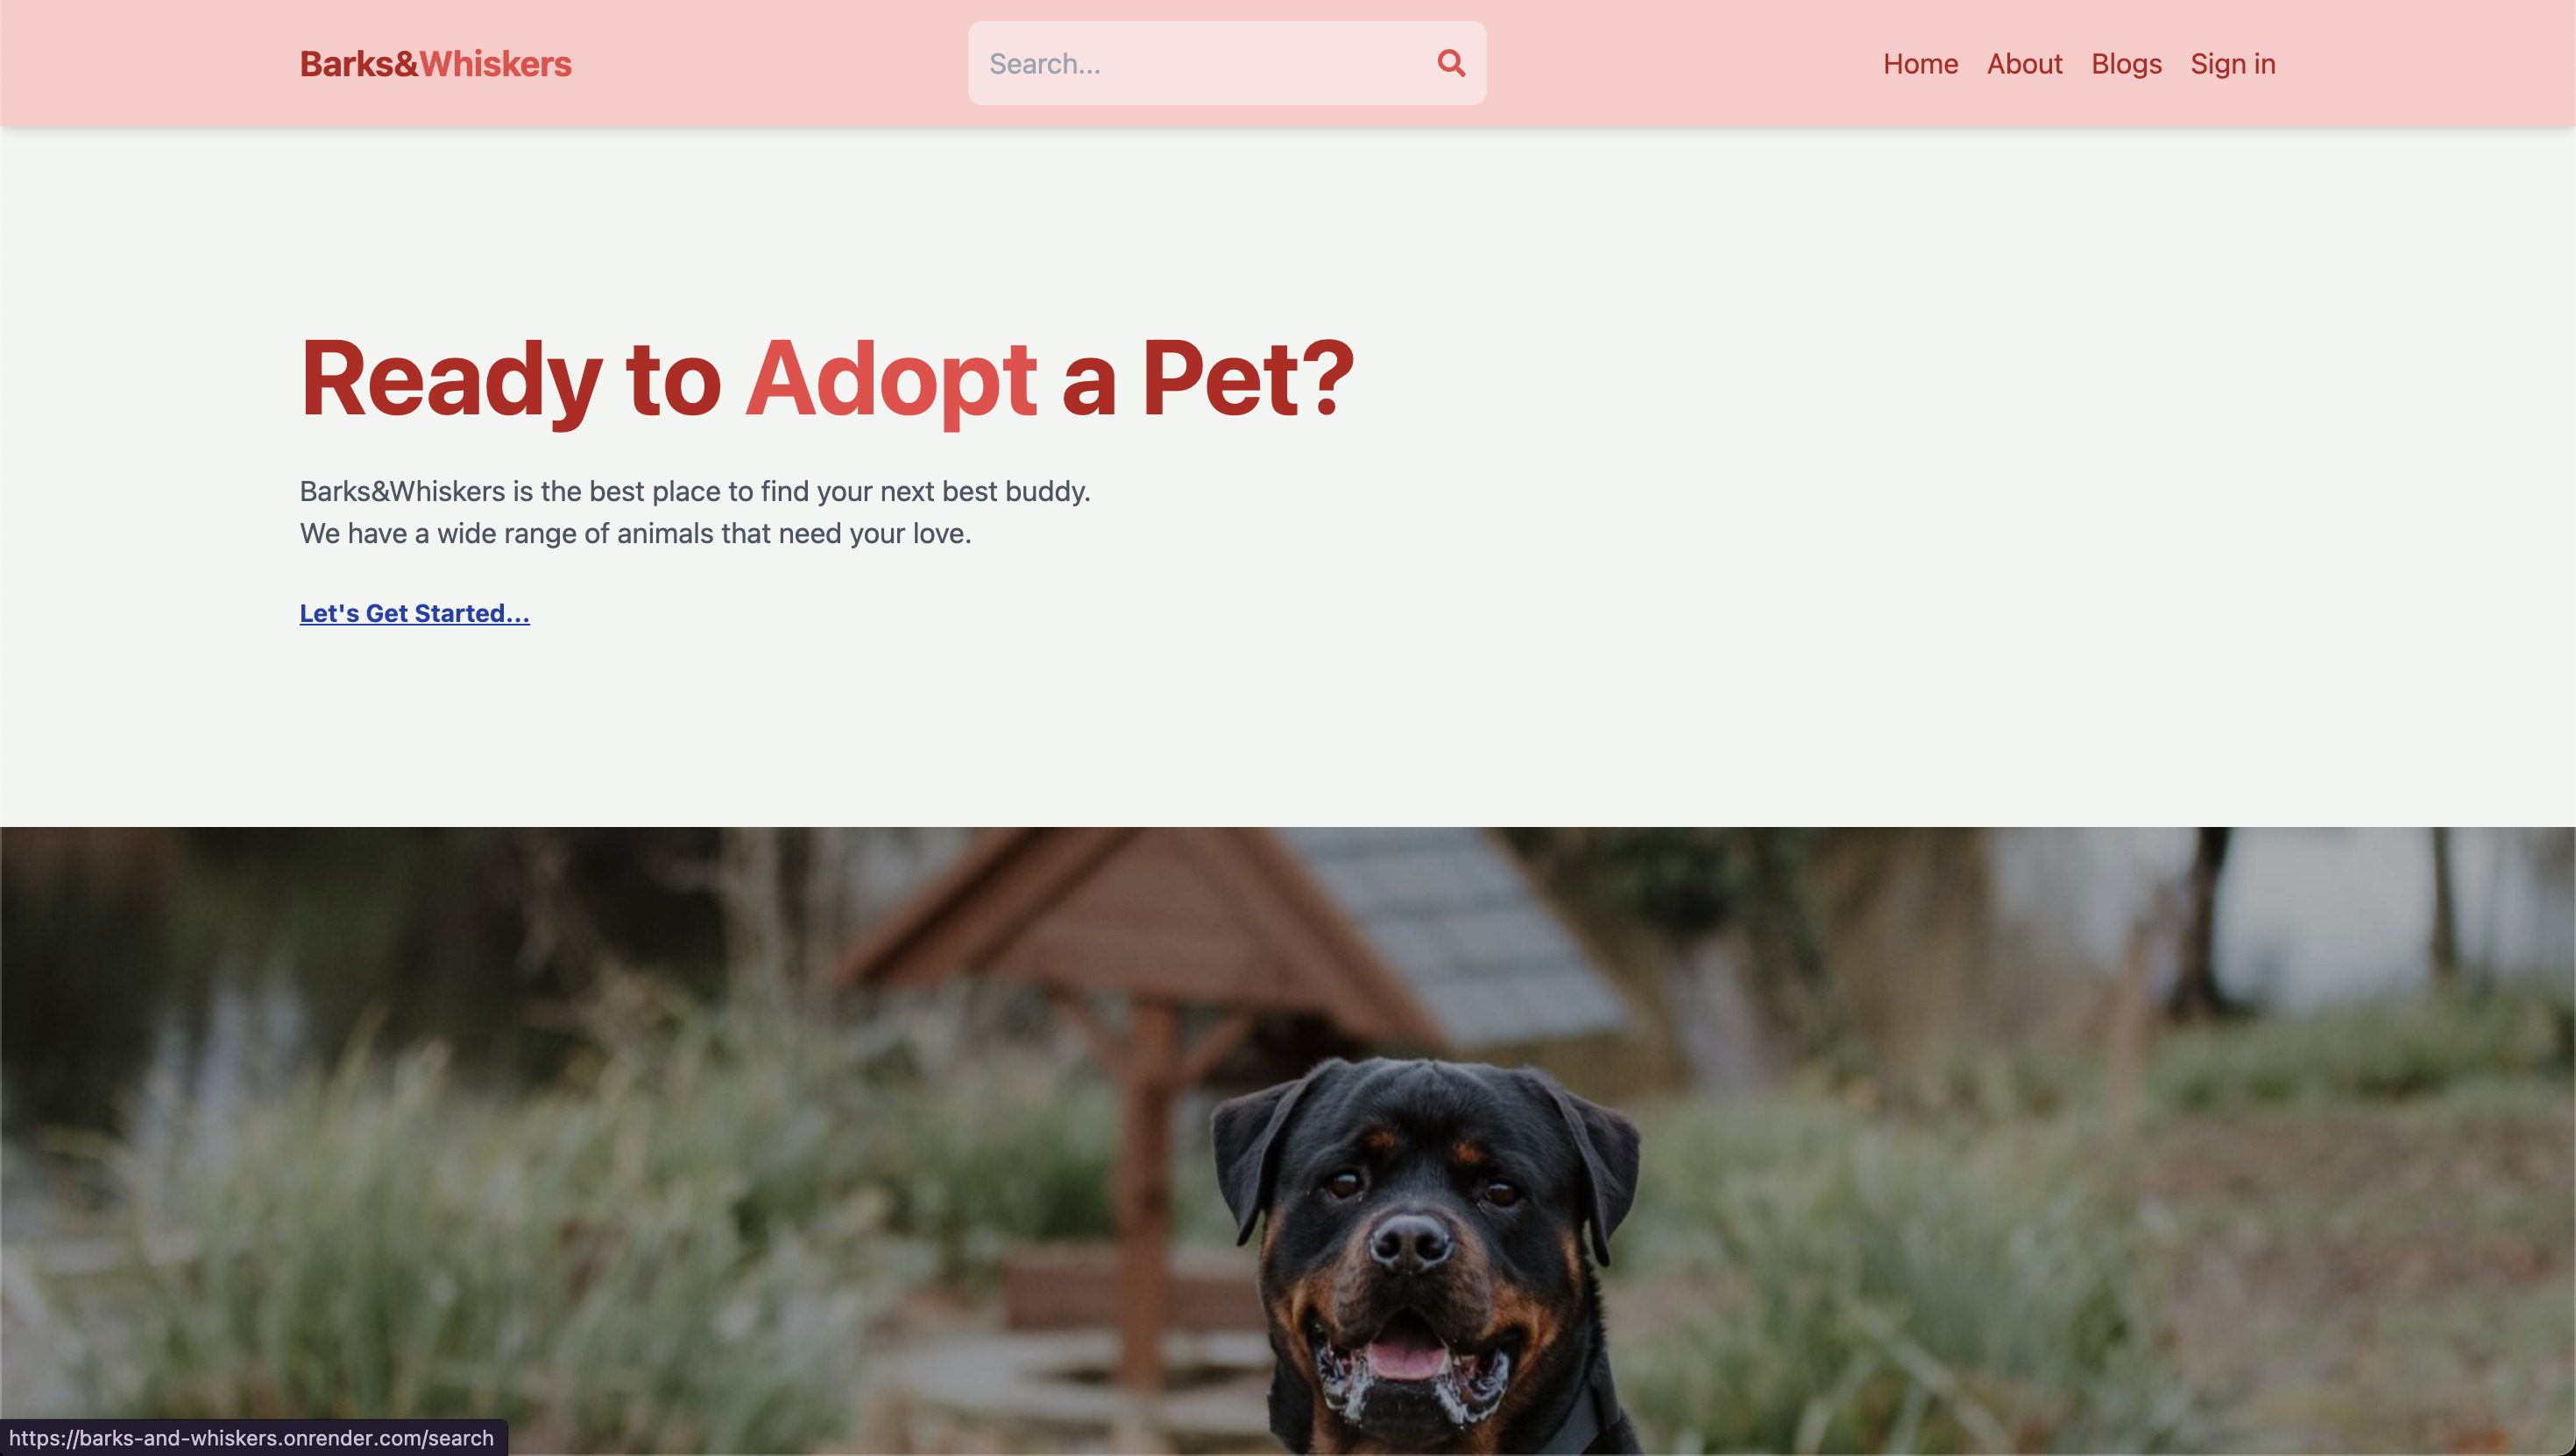 Barks&Whiskers
Search...
Home About Blogs Sign in
Ready to Adopt a Pet?
Barks&Whiskers is the best place to find your next best buddy.
We have a wide range of animals that need your love.
Let's Get Started...
https://barks-and-whiskers.onrender.com/search